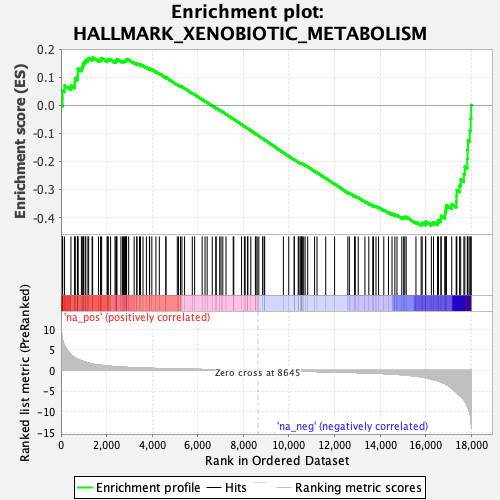 Enrichment plot:
HALLMARK_XENOBIOTIC_METABOLISM
Enrichment score (ES)
0.2
0.1
0.0
-0.1
-0.2
-0.3
-0.4
'na_pos' (positively correlated)
Ranked list metric (PreRanked)
10
5
0
-5
-10
-15
Zero cross at 8645
'na_neg' (negatively correlated)
0
2,000
4,000
6,000
8,000
10,000
12,000
14,000
16,000
18,000
Rank in Ordered Dataset
Enrichment profile
Hits
Ranking metric scores